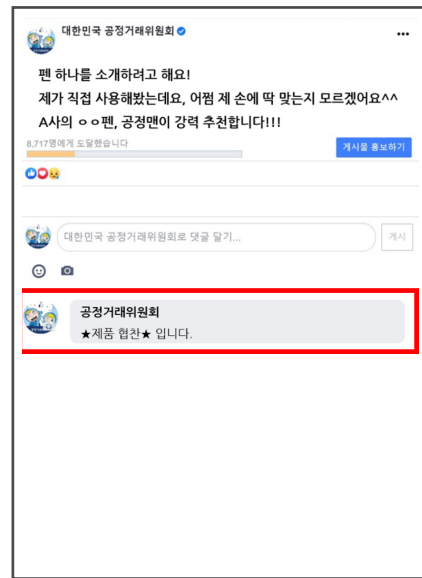 대한민국 공정거래위원회
펜 하나를 소개하려고 해요!
제가 직접 사용해봤는데요, 어쩜 제 손에 딱 맞는지 모르겠어요^^
A사의 ㅇㅇ펜, 공정맨이 강력 추천합니다!!!
8,717명에게 도달했습니다
게시물 홍보하기
대한민국 공정거래위원회로 댓글 달기...
게시
공정거래위원회
★제품 협찬★ 입니다.